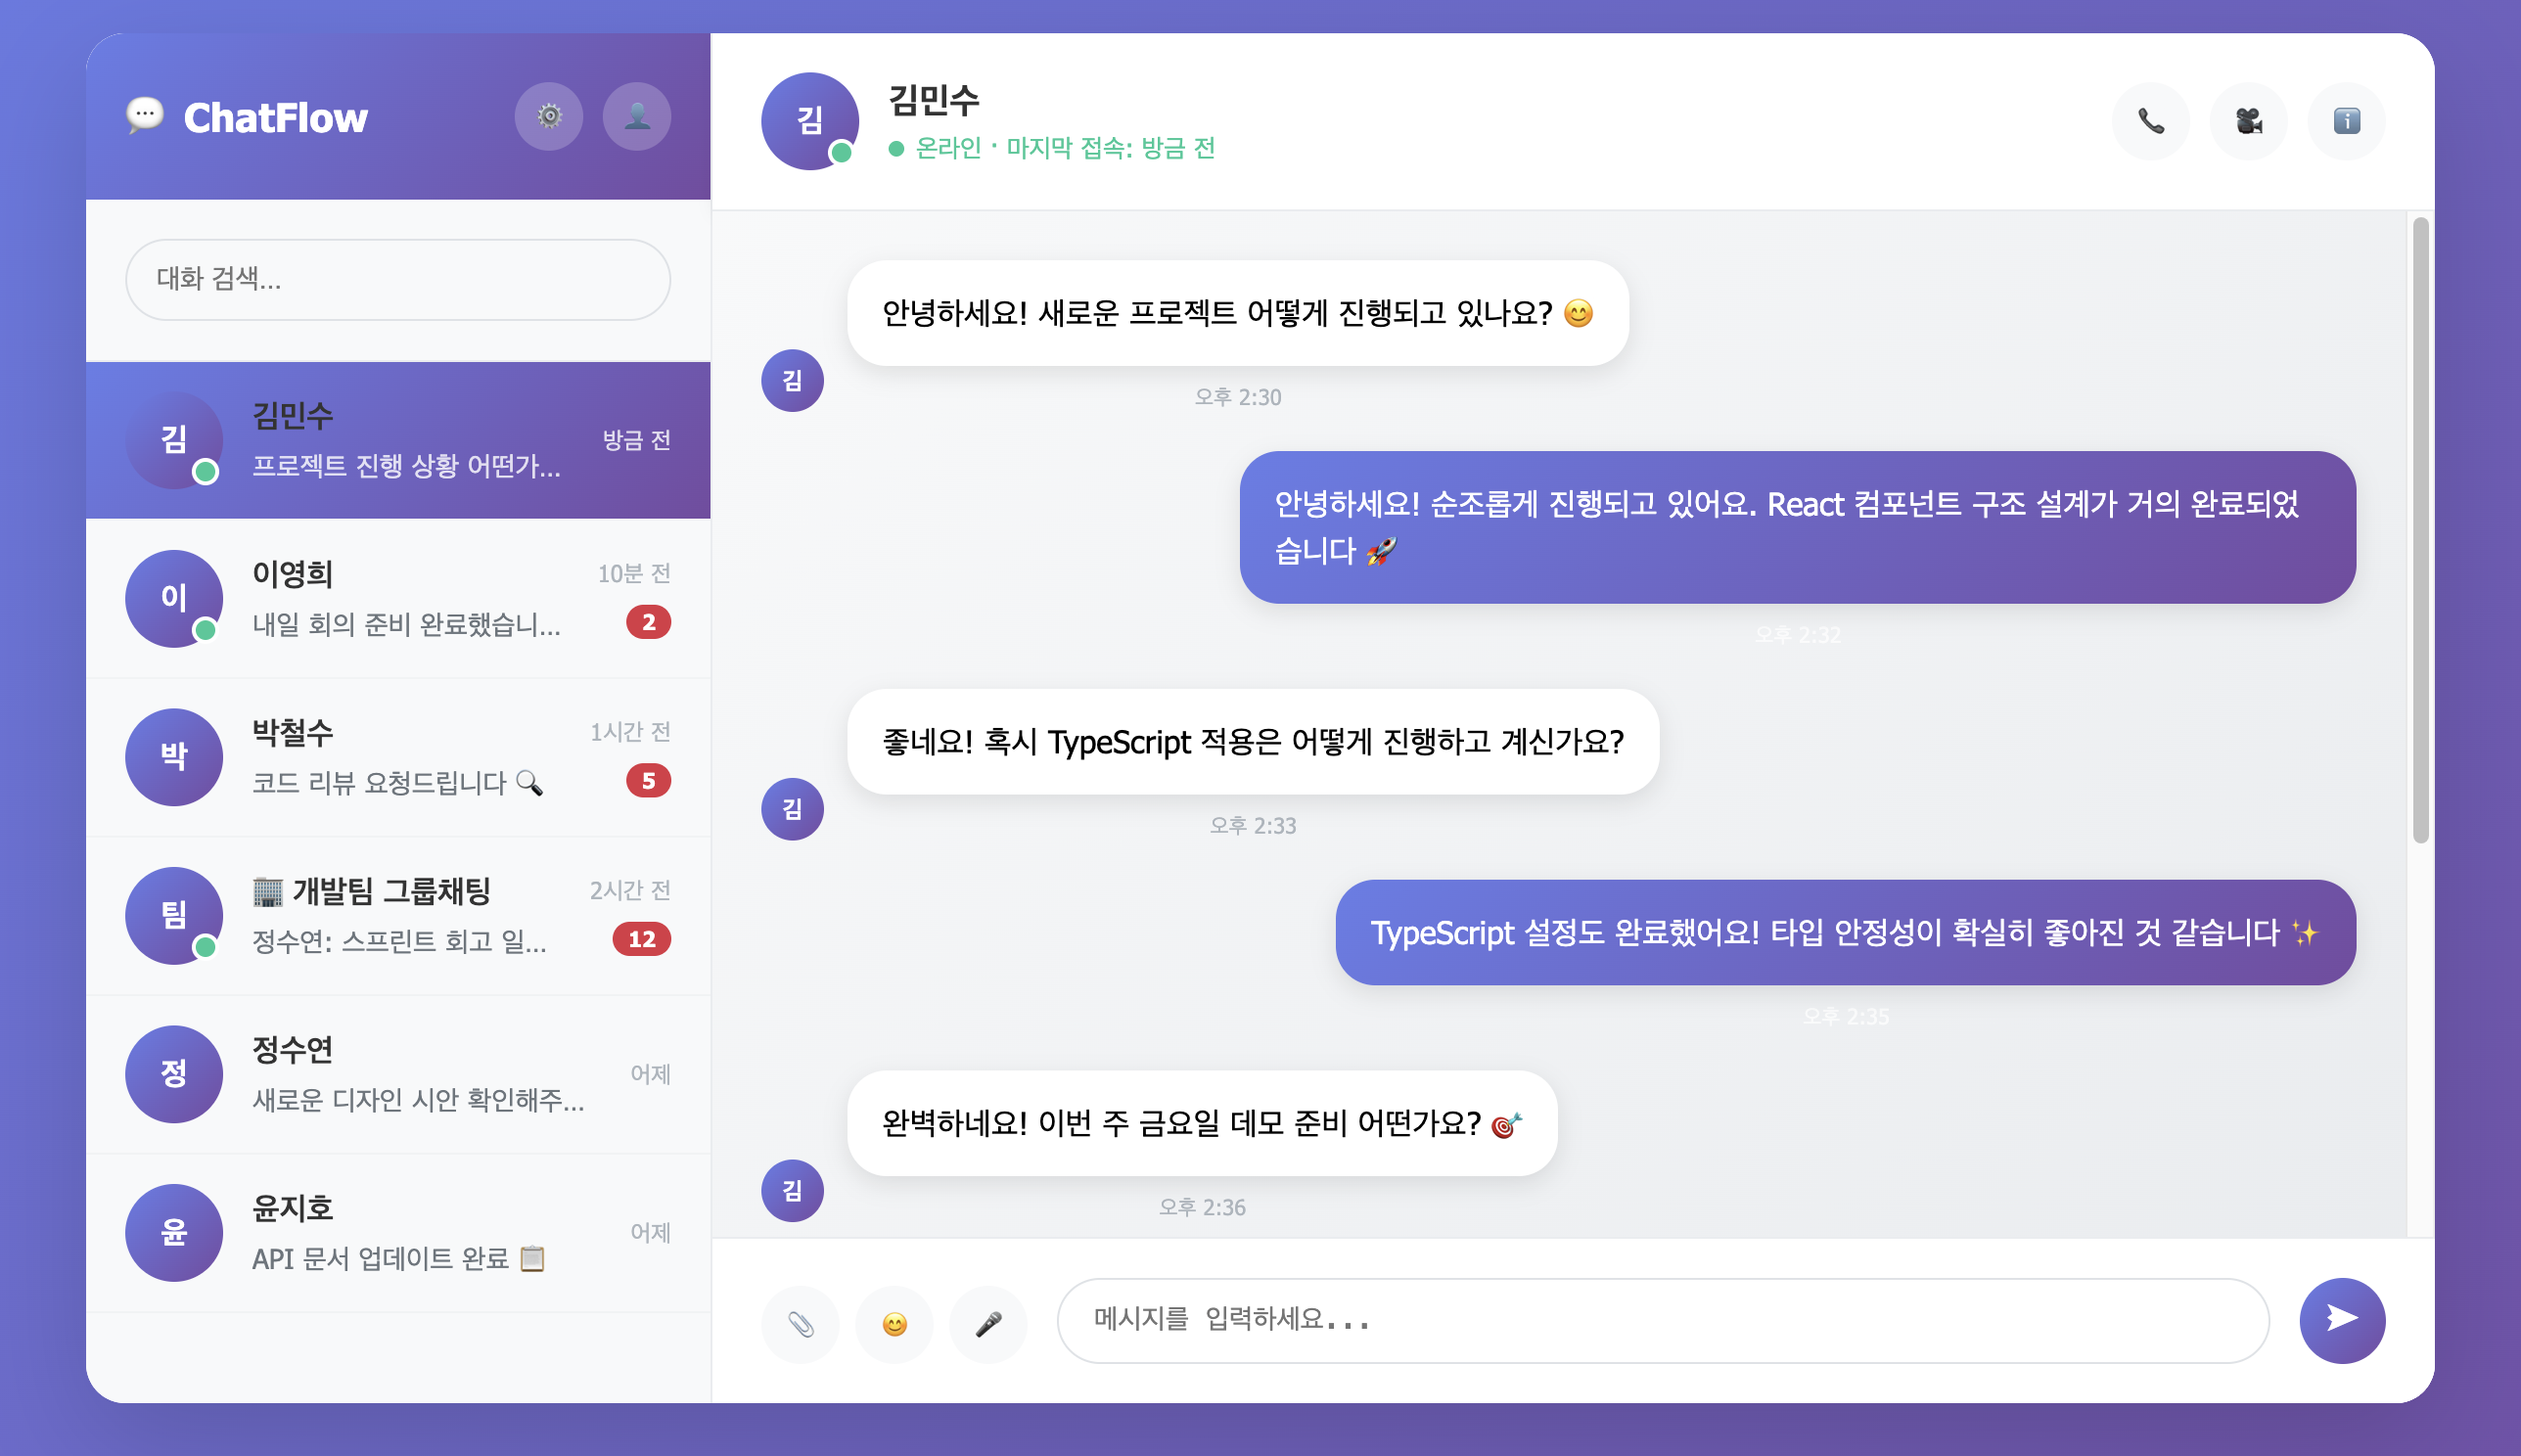 💬 ChatFlow
대화 검색...
김
김민수
방금 전
프로젝트 진행 상황 어떤가...
이
이영희
10분 전
내일 회의 준비 완료했습니...
2
박
박철수
1시간 전
코드 리뷰 요청드립니다 🔍
5
팀
🏢 개발팀 그룹채팅
2시간 전
정수연: 스프린트 회고 일...
12
정
정수연
어제
새로운 디자인 시안 확인해주...
윤
윤지호
어제
API 문서 업데이트 완료 📋
김
김민수
온라인 · 마지막 접속: 방금 전
안녕하세요! 새로운 프로젝트 어떻게 진행되고 있나요? 😊
김
오후 2:30
안녕하세요! 순조롭게 진행되고 있어요. React 컴포넌트 구조 설계가 거의 완료되었
습니다 🚀
오후 2:32
좋네요! 혹시 TypeScript 적용은 어떻게 진행하고 계신가요?
김
오후 2:33
TypeScript 설정도 완료했어요! 타입 안정성이 확실히 좋아진 것 같습니다 ✨
오후 2:35
완벽하네요! 이번 주 금요일 데모 준비 어떤가요? 🎯
김
오후 2:36
메시지를 입력하세요...